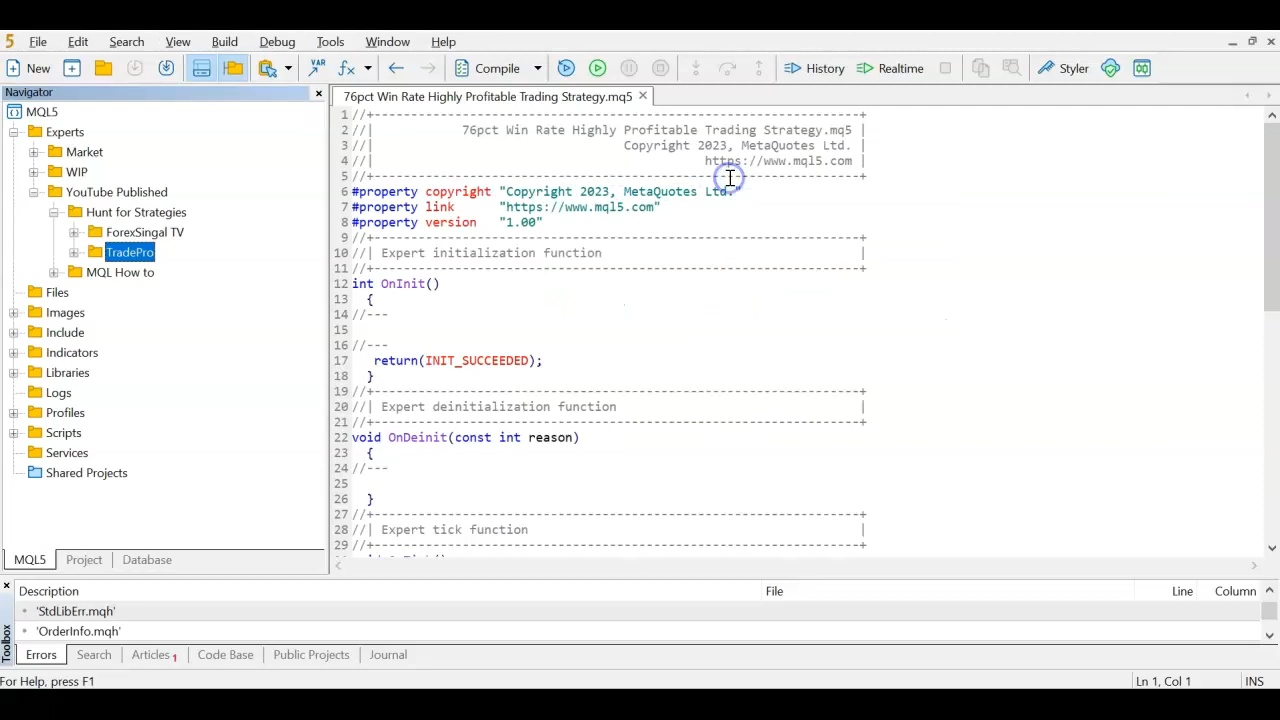 5 File Edit Search View Build Debug Tools Window Help
New VAR fx Compile History Realtime Styler
Navigator
MQL5
Experts
Market
WIP
YouTube Published
Hunt for Strategies
ForexSingal TV
TradePro
MQL How to
Files
Images
Include
Indicators
Libraries
Logs
Profiles
Scripts
Services
Shared Projects
MQL5 Project Database
76pct Win Rate Highly Profitable Trading Strategy.mq5
1 //+------------------------------------------------------------------+
2 //| 76pct Win Rate Highly Profitable Trading Strategy.mq5 |
3 //| Copyright 2023, MetaQuotes Ltd. |
4 //| https://www.mql5.com |
5 //+------------------------------------------------------------------+
6 #property copyright "Copyright 2023, MetaQuotes Ltd."
7 #property link "https://www.mql5.com"
8 #property version "1.00"
9 //+------------------------------------------------------------------+
10 //| Expert initialization function |
11 //+------------------------------------------------------------------+
12 int OnInit()
13 {
14 //---
15
16 //---
17 return(INIT_SUCCEEDED);
18 }
19 //+------------------------------------------------------------------+
20 //| Expert deinitialization function |
21 //+------------------------------------------------------------------+
22 void OnDeinit(const int reason)
23 {
24 //---
25
26 }
27 //+------------------------------------------------------------------+
28 //| Expert tick function |
29 //+------------------------------------------------------------------+
Description File Line Column
'StdLibErr.mqh'
'OrderInfo.mqh'
Toolbox
Errors Search Articles 1 Code Base Public Projects Journal
For Help, press F1 Ln 1, Col 1 INS